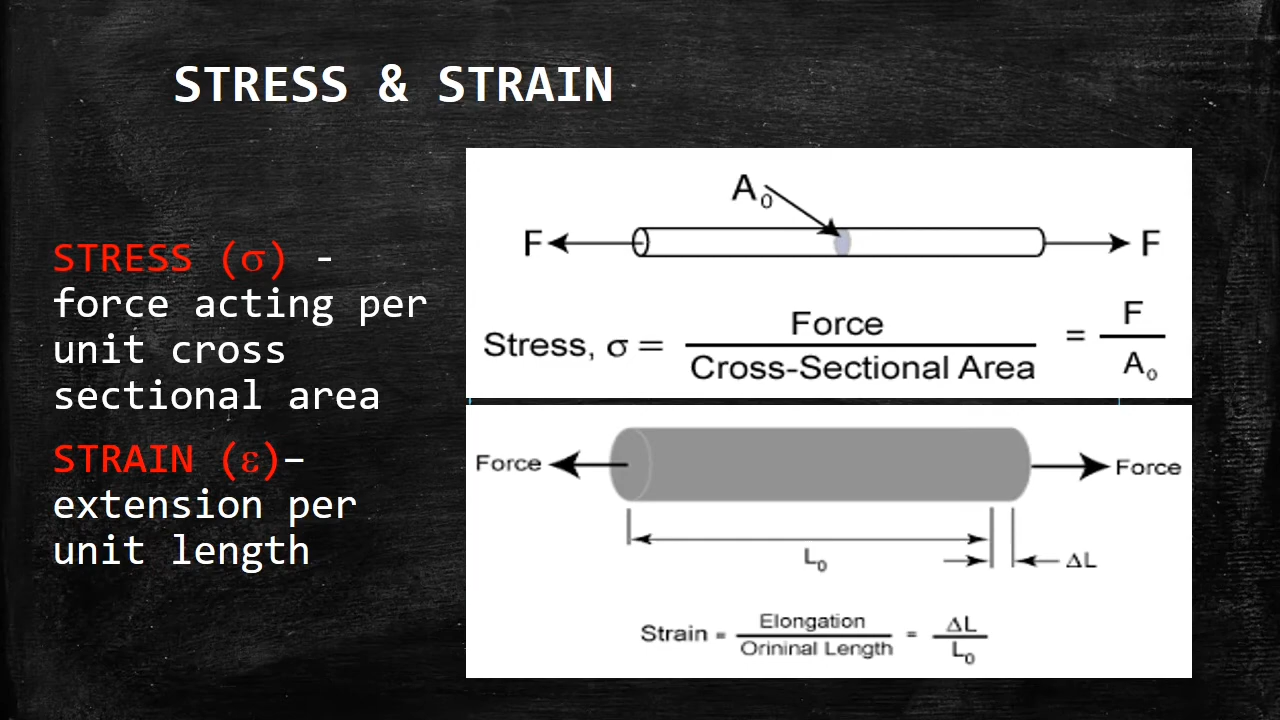 STRESS & STRAIN
STRESS (σ) -
force acting per
unit cross
sectional area
STRAIN (ε)–
extension per
unit length
A₀
F F
Stress, σ = Force / Cross-Sectional Area = F / A₀
Force Force
L₀ ΔL
Strain = Elongation / Orininal Length = ΔL / L₀